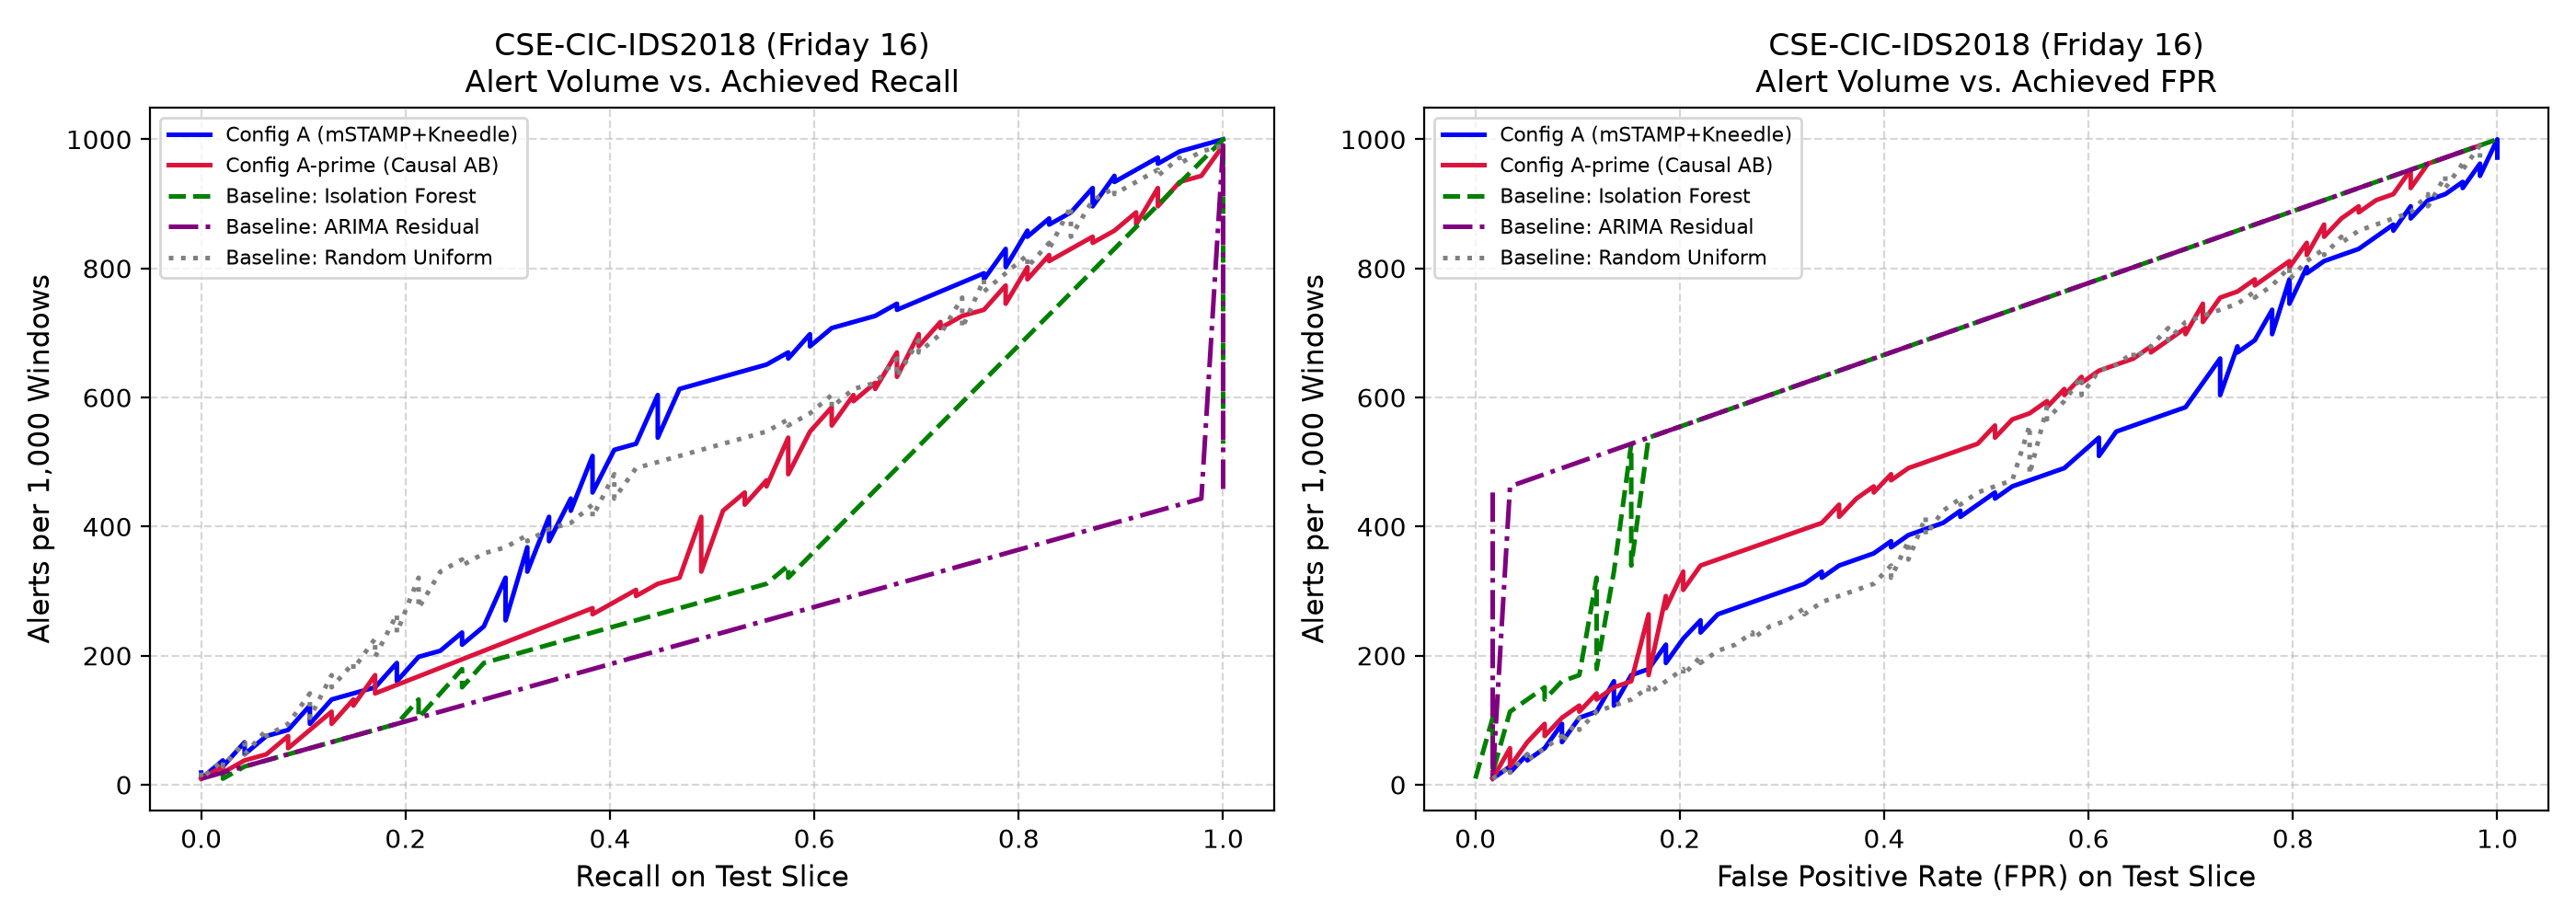 CSE-CIC-IDS2018 (Friday 16)
Alert Volume vs. Achieved Recall
Alerts per 1,000 Windows
1000
800
600
400
200
0
Config A (mSTAMP+Kneedle)
Config A-prime (Causal AB)
Baseline: Isolation Forest
Baseline: ARIMA Residual
Baseline: Random Uniform
0.0 0.2 0.4 0.6 0.8 1.0
Recall on Test Slice
CSE-CIC-IDS2018 (Friday 16)
Alert Volume vs. Achieved FPR
Alerts per 1,000 Windows
1000
800
600
400
200
0
Config A (mSTAMP+Kneedle)
Config A-prime (Causal AB)
Baseline: Isolation Forest
Baseline: ARIMA Residual
Baseline: Random Uniform
0.0 0.2 0.4 0.6 0.8 1.0
False Positive Rate (FPR) on Test Slice